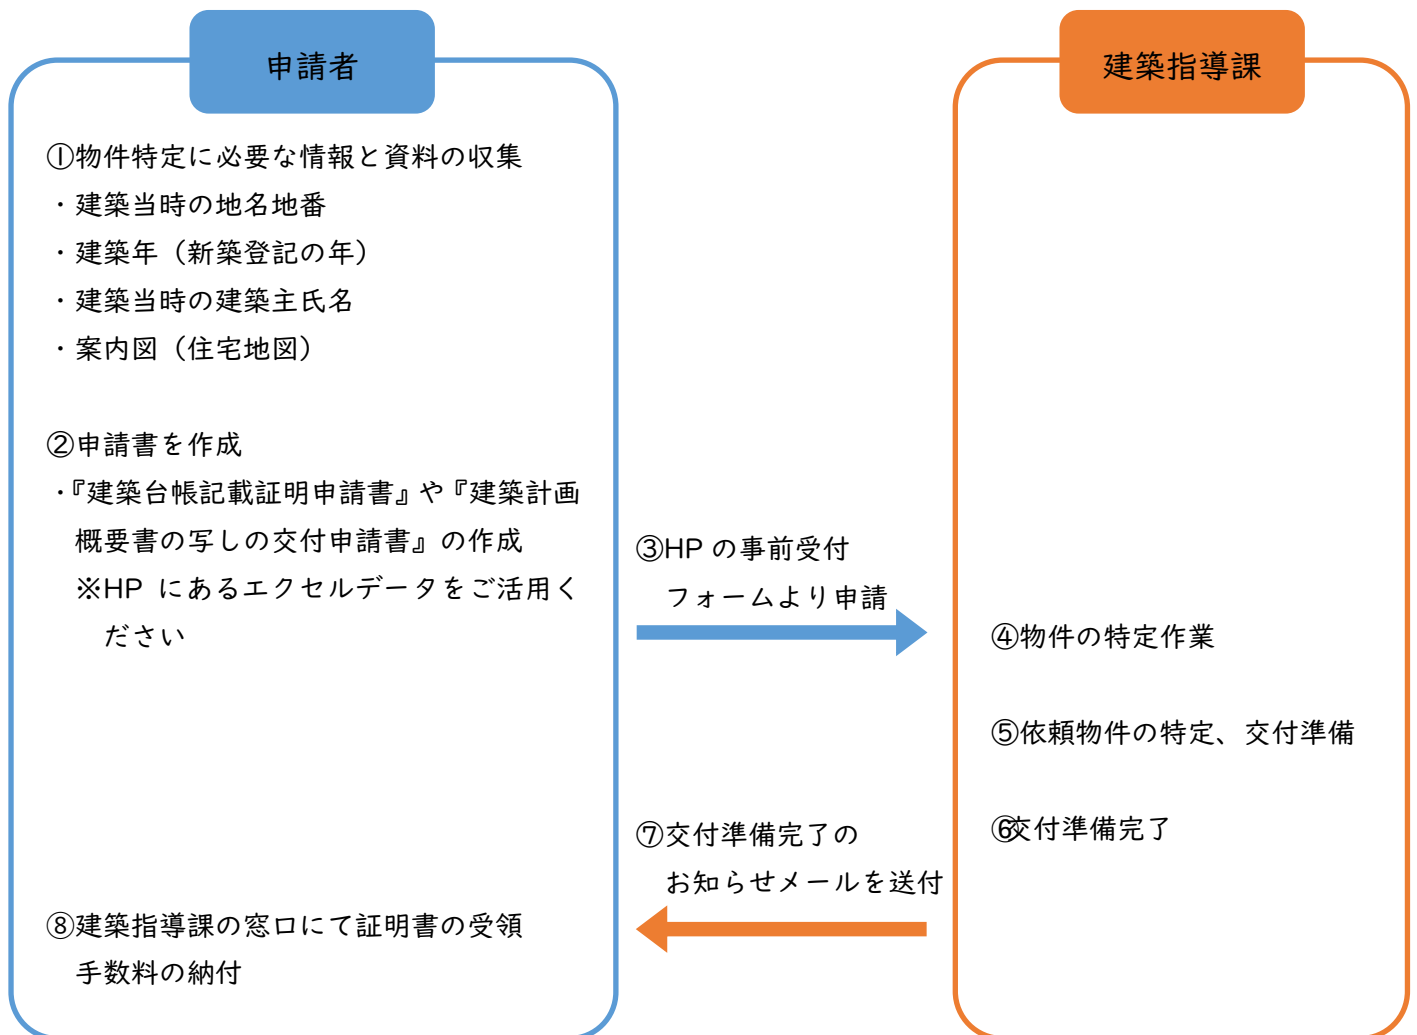 申請者
①物件特定に必要な情報と資料の収集
・建築当時の地名地番
・建築年（新築登記の年）
・建築当時の建築主氏名
・案内図（住宅地図）
②申請書を作成
・『建築台帳記載証明申請書』や『建築計画
概要書の写しの交付申請書』の作成
※HP にあるエクセルデータをご活用く
ださい
③HP の事前受付
フォームより申請
建築指導課
④物件の特定作業
⑤依頼物件の特定、交付準備
⑥交付準備完了
⑦交付準備完了の
お知らせメールを送付
⑧建築指導課の窓口にて証明書の受領
手数料の納付